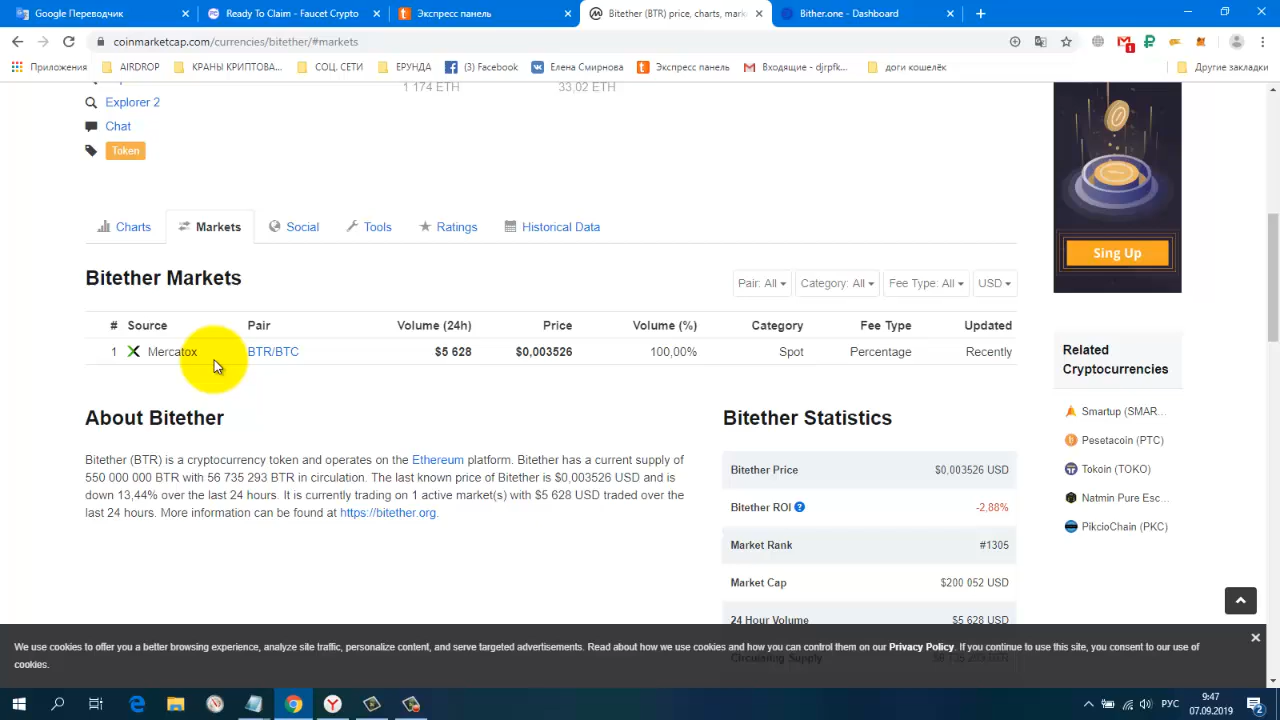 Google Переводчик
Ready To Claim - Faucet Crypto
Экспресс панель
Bitether (BTR) price, charts, mark
Bither.one - Dashboard
coinmarketcap.com/currencies/bitether/#markets
1
Приложения
AIRDROP
КРАНЫ КРИПТОВА...
СОЦ. СЕТИ
ЕРУНДА
(3) Facebook
Елена Смирнова
Экспресс панель
Входящие - djrpfk...
доги кошелёк
Другие закладки
1 174 ETH
33,02 ETH
Explorer 2
Chat
Token
Charts
Markets
Social
Tools
Ratings
Historical Data
Bitether Markets
Pair: All
Category: All
Fee Type: All
USD
# Source Pair Volume (24h) Price Volume (%) Category Fee Type Updated
1 Mercatox BTR/BTC $5 628 $0,003526 100,00% Spot Percentage Recently
About Bitether
Bitether (BTR) is a cryptocurrency token and operates on the Ethereum platform. Bitether has a current supply of
550 000 000 BTR with 56 735 293 BTR in circulation. The last known price of Bitether is $0,003526 USD and is
down 13,44% over the last 24 hours. It is currently trading on 1 active market(s) with $5 628 USD traded over the
last 24 hours. More information can be found at https://bitether.org.
Bitether Statistics
Bitether Price $0,003526 USD
Bitether ROI ? -2,88%
Market Rank #1305
Market Cap $200 052 USD
24 Hour Volume $5 628 USD
Circulating Supply
Sing Up
Related
Cryptocurrencies
Smartup (SMAR...
Pesetacoin (PTC)
Tokoin (TOKO)
Natmin Pure Esc...
PikcioChain (PKC)
We use cookies to offer you a better browsing experience, analyze site traffic, personalize content, and serve targeted advertisements. Read about how we use cookies and how you can control them on our Privacy Policy. If you continue to use this site, you consent to our use of
cookies.
РУС
9:47
07.09.2019
2